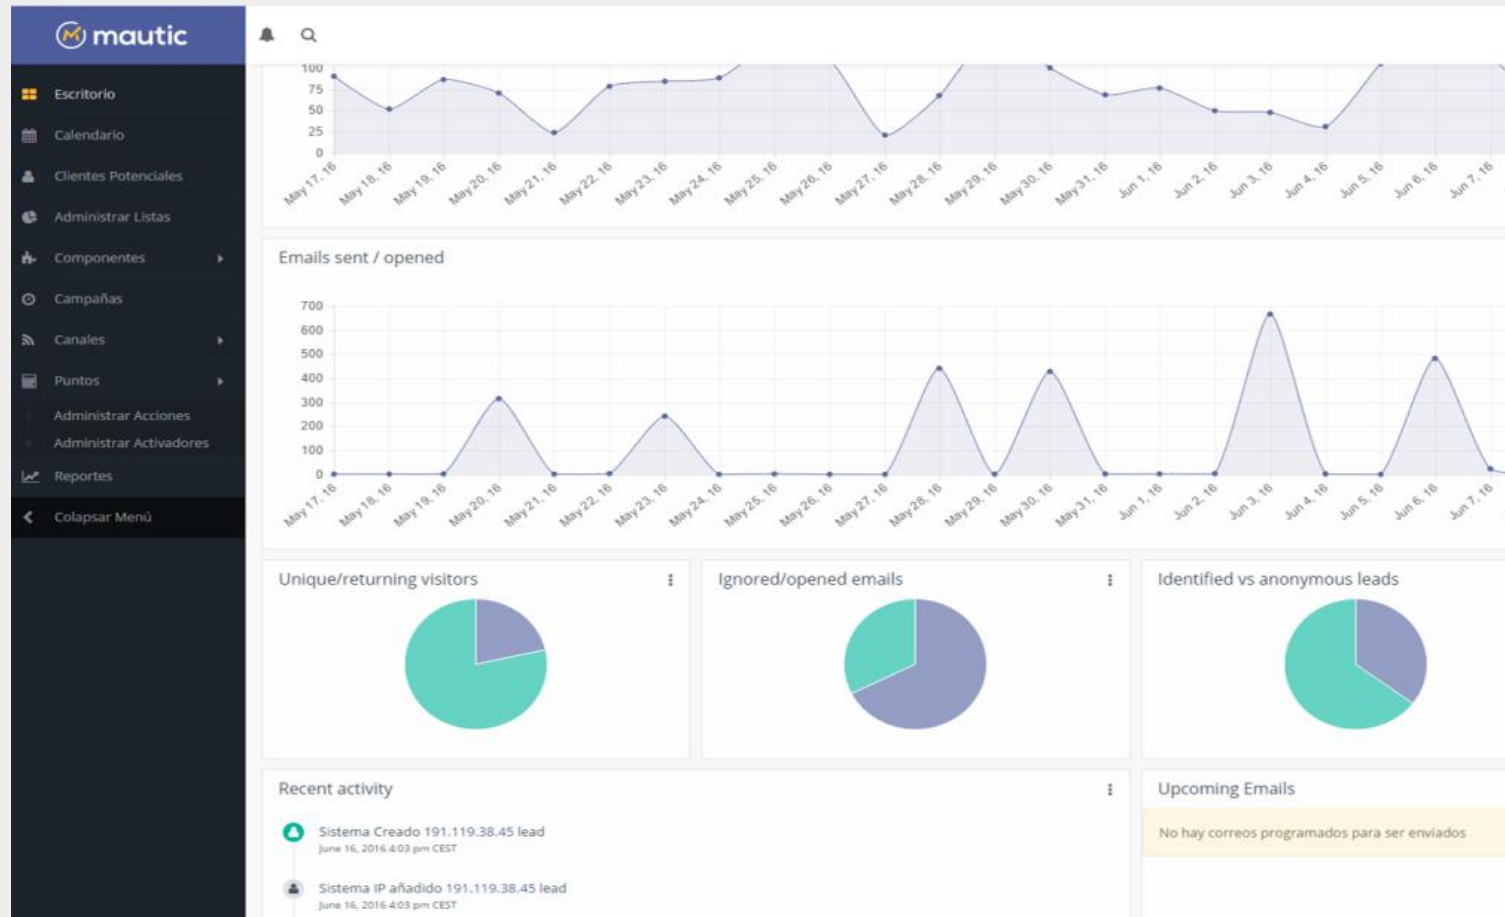 mautic
Escritorio
Calendario
Clientes Potenciales
Administrar Listas
Componentes
Campañas
Canales
Puntos
Administrar Acciones
Administrar Activadores
Reportes
Colapsar Menú
100
75
50
25
0
May 17, 16 May 18, 16 May 19, 16 May 20, 16 May 21, 16 May 22, 16 May 23, 16 May 24, 16 May 25, 16 May 26, 16 May 27, 16 May 28, 16 May 29, 16 May 30, 16 May 31, 16 Jun 1, 16 Jun 2, 16 Jun 3, 16 Jun 4, 16 Jun 5, 16 Jun 6, 16 Jun 7, 16
Emails sent / opened
700
600
500
400
300
200
100
0
May 17, 16 May 18, 16 May 19, 16 May 20, 16 May 21, 16 May 22, 16 May 23, 16 May 24, 16 May 25, 16 May 26, 16 May 27, 16 May 28, 16 May 29, 16 May 30, 16 May 31, 16 Jun 1, 16 Jun 2, 16 Jun 3, 16 Jun 4, 16 Jun 5, 16 Jun 6, 16 Jun 7, 16
Unique/returning visitors
Ignored/opened emails
Identified vs anonymous leads
Recent activity
Sistema Creado 191.119.38.45 lead
June 16, 2016 4:03 pm CEST
Sistema IP añadido 191.119.38.45 lead
June 16, 2016 4:03 pm CEST
Upcoming Emails
No hay correos programados para ser enviados